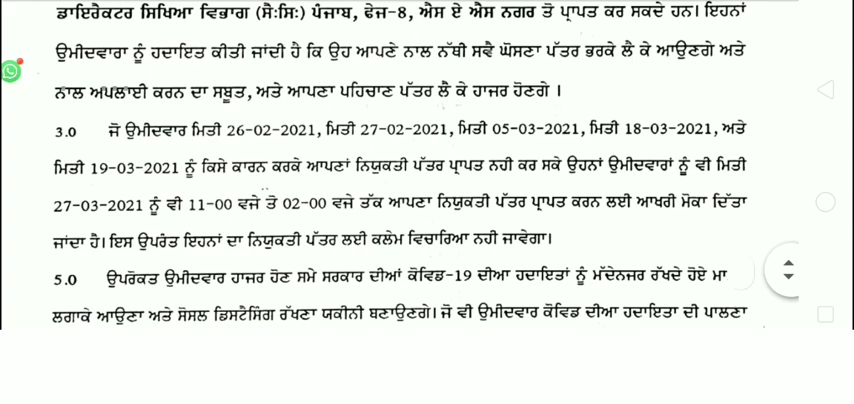 ਡਾਇਰੈਕਟਰ ਸਿਖਿਆ ਵਿਭਾਗ (ਸੈ:ਸਿ:) ਪੰਜਾਬ, ਫੇਜ-8, ਐਸ ਏ ਐਸ ਨਗਰ ਤੋ ਪ੍ਰਾਪਤ ਕਰ ਸਕਦੇ ਹਨ। ਇਹਨਾਂ
ਉਮੀਦਵਾਰਾ ਨੂੰ ਹਦਾਇਤ ਕੀਤੀ ਜਾਂਦੀ ਹੈ ਕਿ ਉਹ ਆਪਣੇ ਨਾਲ ਨੱਥੀ ਸਵੈ ਘੋਸਣਾ ਪੱਤਰ ਭਰਕੇ ਲੈ ਕੇ ਆਉਣਗੇ ਅਤੇ
ਨਾਲ ਅਪਲਾਈ ਕਰਨ ਦਾ ਸਬੂਤ, ਅਤੇ ਆਪਣਾ ਪਹਿਚਾਣ ਪੱਤਰ ਲੈ ਕੇ ਹਾਜਰ ਹੋਣਗੇ ।
3.0 ਜੋ ਉਮੀਦਵਾਰ ਮਿਤੀ 26-02-2021, ਮਿਤੀ 27-02-2021, ਮਿਤੀ 05-03-2021, ਮਿਤੀ 18-03-2021, ਅਤੇ
ਮਿਤੀ 19-03-2021 ਨੂੰ ਕਿਸੇ ਕਾਰਨ ਕਰਕੇ ਆਪਣਾਂ ਨਿਯੁਕਤੀ ਪੱਤਰ ਪ੍ਰਾਪਤ ਨਹੀ ਕਰ ਸਕੇ ਉਹਨਾਂ ਉਮੀਦਵਾਰਾਂ ਨੂੰ ਵੀ ਮਿਤੀ
27-03-2021 ਨੂੰ ਵੀ 11-00 ਵਜੇ ਤੋ 02-00 ਵਜੇ ਤੱਕ ਆਪਣਾ ਨਿਯੁਕਤੀ ਪੱਤਰ ਪ੍ਰਾਪਤ ਕਰਨ ਲਈ ਆਖਰੀ ਮੋਕਾ ਦਿੱਤਾ
ਜਾਂਦਾ ਹੈ। ਇਸ ਉਪਰੰਤ ਇਹਨਾਂ ਦਾ ਨਿਯੁਕਤੀ ਪੱਤਰ ਲਈ ਕਲੇਮ ਵਿਚਾਰਿਆ ਨਹੀ ਜਾਵੇਗਾ।
5.0 ਉਪਰੋਕਤ ਉਮੀਦਵਾਰ ਹਾਜਰ ਹੋਣ ਸਮੇ ਸਰਕਾਰ ਦੀਆਂ ਕੋਵਿਡ-19 ਦੀਆ ਹਦਾਇਤਾਂ ਨੂੰ ਮੱਦੇਨਜਰ ਰੱਖਦੇ ਹੋਏ ਮਾ
ਲਗਾਕੇ ਆਉਣਾ ਅਤੇ ਸੋਸਲ ਡਿਸਟੈਸਿੰਗ ਰੱਖਣਾ ਯਕੀਨੀ ਬਣਾਉਣਗੇ। ਜੋ ਵੀ ਉਮੀਦਵਾਰ ਕੋਵਿਡ ਦੀਆ ਹਦਾਇਤਾ ਦੀ ਪਾਲਣਾ